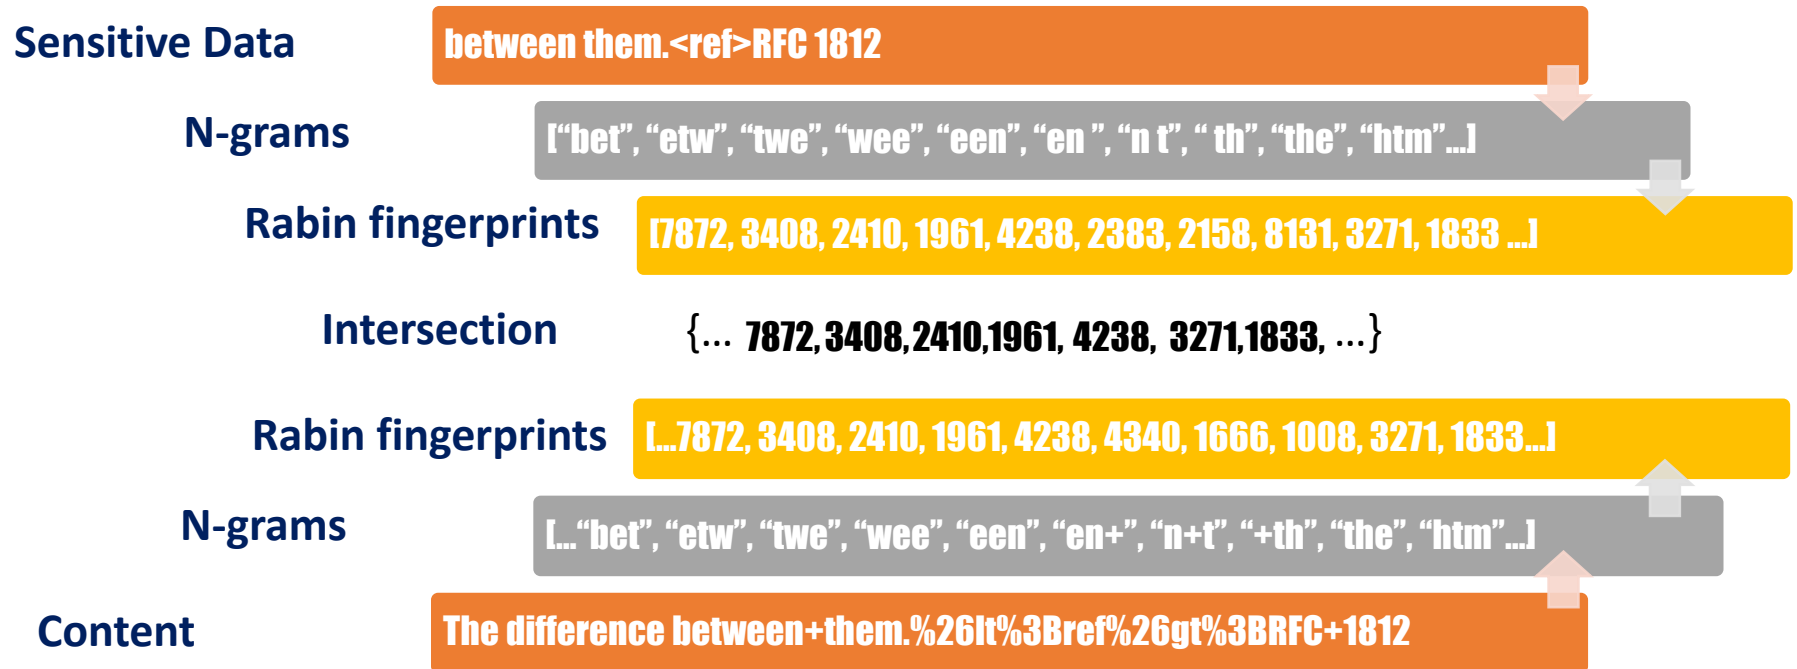 Sensitive Data
between them.<ref>RFC 1812
N-grams
[“bet”, “etw”, “twe”, “wee”, “een”, “en ”, “n t”, “ th”, “the”, “htm”...]
Rabin fingerprints
[7872, 3408, 2410, 1961, 4238, 2383, 2158, 8131, 3271, 1833 ...]
Intersection
{... 7872, 3408, 2410,1961, 4238, 3271,1833, ...}
Rabin fingerprints
[...7872, 3408, 2410, 1961, 4238, 4340, 1666, 1008, 3271, 1833...]
N-grams
[...“bet”, “etw”, “twe”, “wee”, “een”, “en+”, “n+t”, “+th”, “the”, “htm”...]
Content
The difference between+them.%26lt%3Bref%26gt%3BRFC+1812